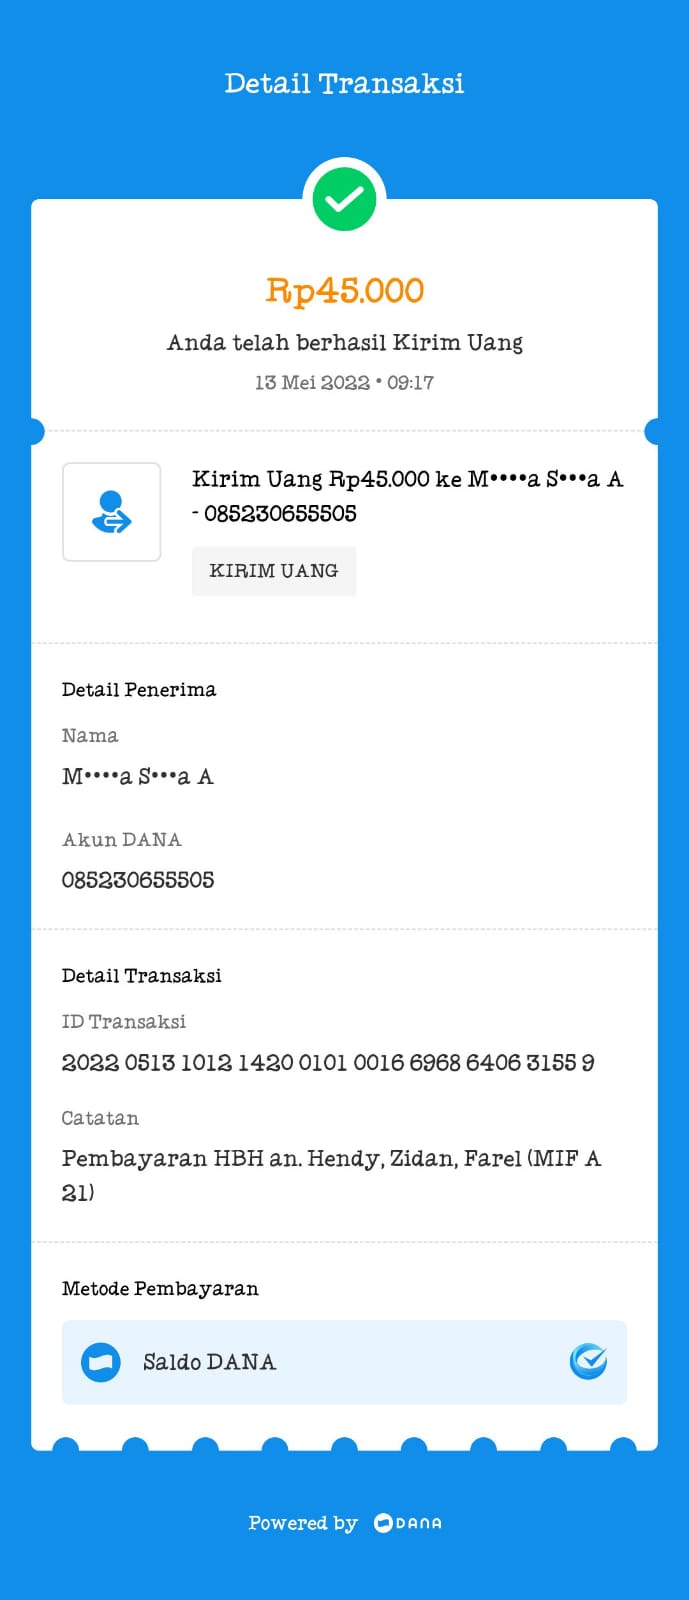 Detail Transaksi
Rp45.000
Anda telah berhasil Kirim Uang
13 Mei 2022 • 09:17
Kirim Uang Rp45.000 ke M••••a S•••a A
- 085230655505
KIRIM UANG
Detail Penerima
Nama
M••••a S•••a A
Akun DANA
085230655505
Detail Transaksi
ID Transaksi
2022 0513 1012 1420 0101 0016 6968 6406 3155 9
Catatan
Pembayaran HBH an. Hendy, Zidan, Farel (MIF A
21)
Metode Pembayaran
Saldo DANA
Powered by DANA